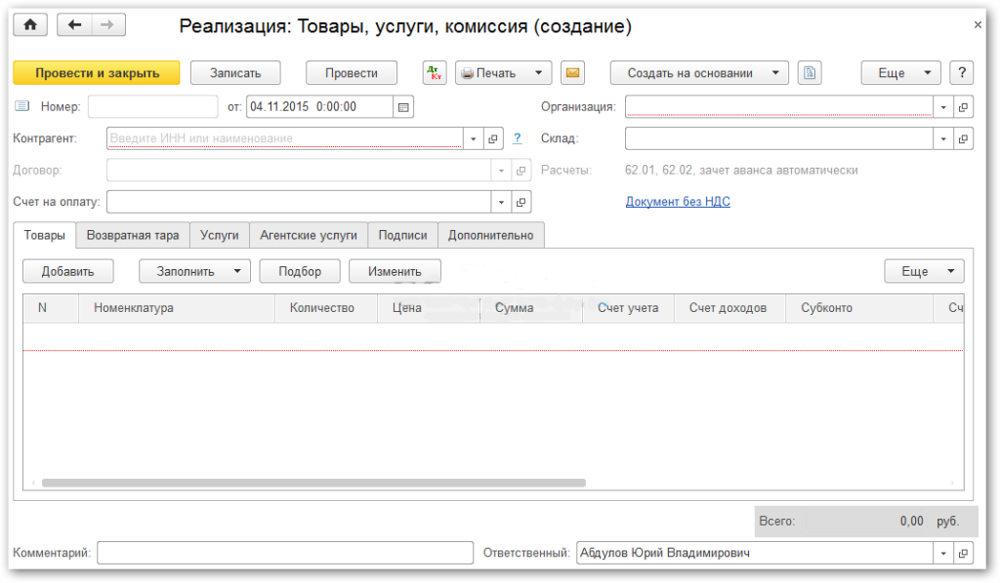 Реализация: Товары, услуги, комиссия (создание)
Провести и закрыть Записать Провести Дт Кт Печать Создать на основании Еще ?
Номер: от: 04.11.2015 0:00:00 Организация:
Контрагент: Введите ИНН или наименование ? Склад:
Договор: Расчеты: 62.01, 62.02, зачет аванса автоматически
Счет на оплату: Документ без НДС
Товары Возвратная тара Услуги Агентские услуги Подписи Дополнительно
Добавить Заполнить Подбор Изменить Еще
N Номенклатура Количество Цена Сумма Счет учета Счет доходов Субконто Сч
Всего: 0,00 руб.
Комментарий: Ответственный: Абдулов Юрий Владимирович